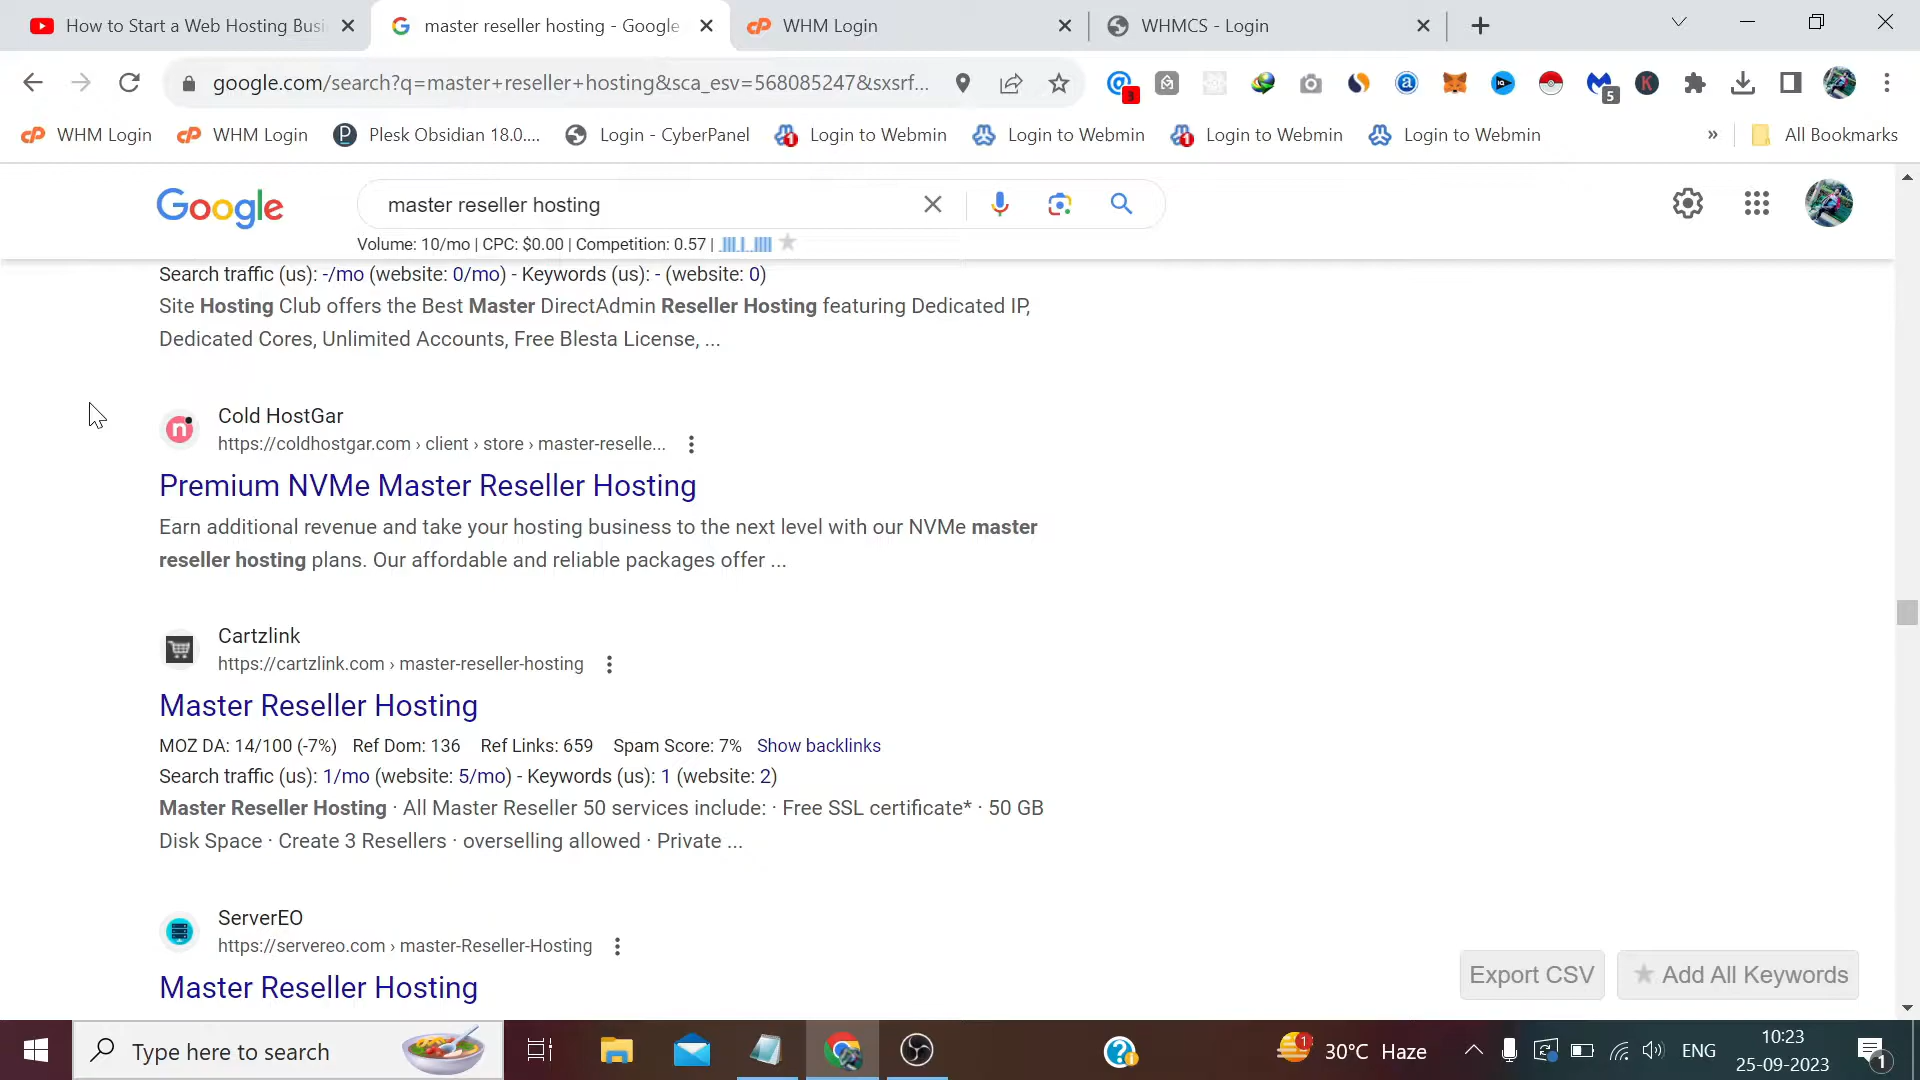 How to Start a Web Hosting Busi
master reseller hosting - Google
WHM Login
WHMCS - Login
google.com/search?q=master+reseller+hosting&sca_esv=568085247&sxsrf...
3
5
WHM Login
WHM Login
Plesk Obsidian 18.0....
Login - CyberPanel
Login to Webmin
Login to Webmin
Login to Webmin
Login to Webmin
»
All Bookmarks
Google
master reseller hosting
Volume: 10/mo | CPC: $0.00 | Competition: 0.57 |
Search traffic (us): -/mo (website: 0/mo) - Keywords (us): - (website: 0)
Site Hosting Club offers the Best Master DirectAdmin Reseller Hosting featuring Dedicated IP,
Dedicated Cores, Unlimited Accounts, Free Blesta License, ...
Cold HostGar
https://coldhostgar.com › client › store › master-reselle...
Premium NVMe Master Reseller Hosting
Earn additional revenue and take your hosting business to the next level with our NVMe master
reseller hosting plans. Our affordable and reliable packages offer ...
Cartzlink
https://cartzlink.com › master-reseller-hosting
Master Reseller Hosting
MOZ DA: 14/100 (-7%) Ref Dom: 136 Ref Links: 659 Spam Score: 7% Show backlinks
Search traffic (us): 1/mo (website: 5/mo) - Keywords (us): 1 (website: 2)
Master Reseller Hosting · All Master Reseller 50 services include: · Free SSL certificate* · 50 GB
Disk Space · Create 3 Resellers · overselling allowed · Private ...
ServerEO
https://servereo.com › master-Reseller-Hosting
Master Reseller Hosting
Export CSV
Add All Keywords
Type here to search
1
30°C Haze
ENG
10:23
25-09-2023
1